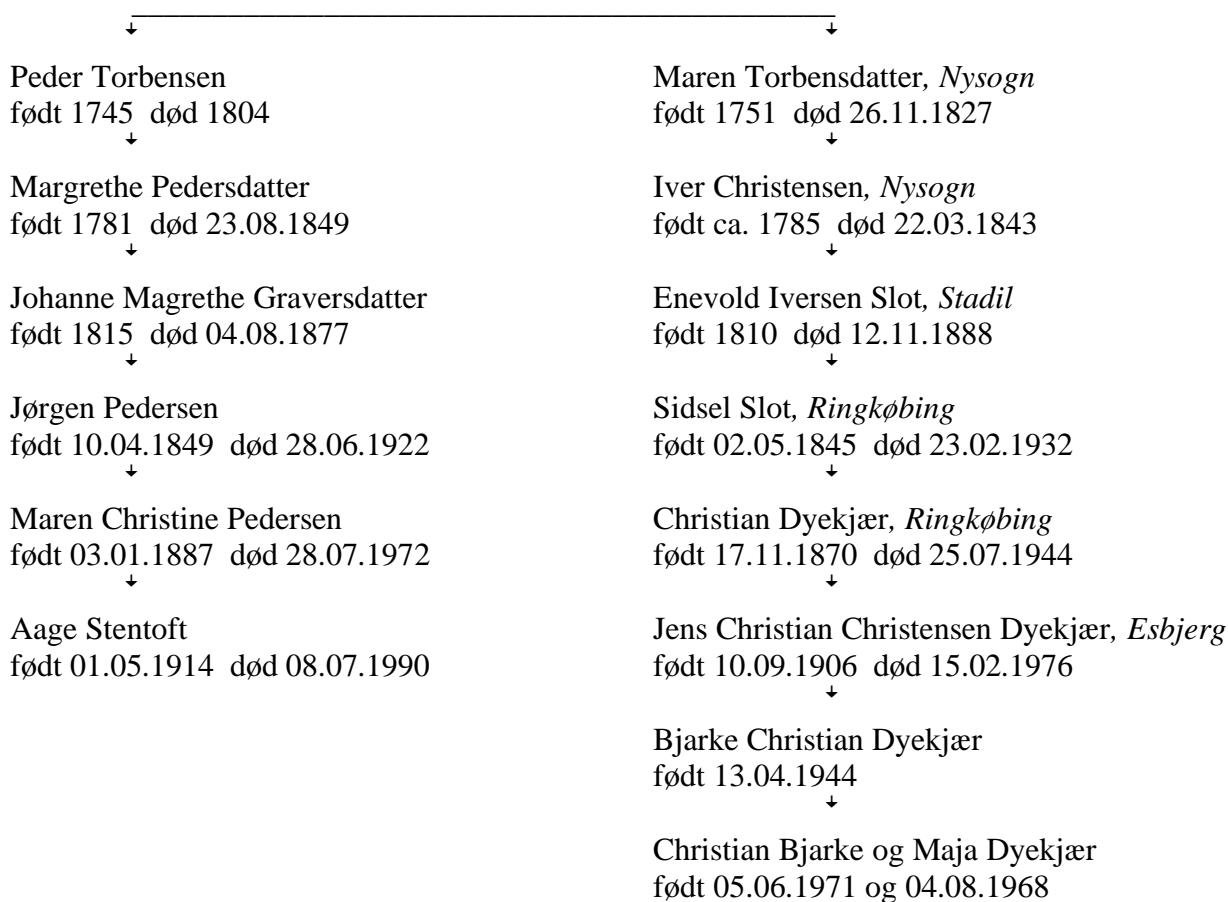 Peder Torbensen
født 1745  død 1804
Margrethe Pedersdatter
født 1781  død 23.08.1849
Johanne Magrethe Graversdatter
født 1815  død 04.08.1877
Jørgen Pedersen
født 10.04.1849  død 28.06.1922
Maren Christine Pedersen
født 03.01.1887  død 28.07.1972
Aage Stentoft
født 01.05.1914  død 08.07.1990
Maren Torbensdatter, Nysogn
født 1751  død 26.11.1827
Iver Christensen, Nysogn
født ca. 1785  død 22.03.1843
Enevold Iversen Slot, Stadil
født 1810  død 12.11.1888
Sidsel Slot, Ringkøbing
født 02.05.1845  død 23.02.1932
Christian Dyekjær, Ringkøbing
født 17.11.1870  død 25.07.1944
Jens Christian Christensen Dyekjær, Esbjerg
født 10.09.1906  død 15.02.1976
Bjarke Christian Dyekjær
født 13.04.1944
Christian Bjarke og Maja Dyekjær
født 05.06.1971 og 04.08.1968